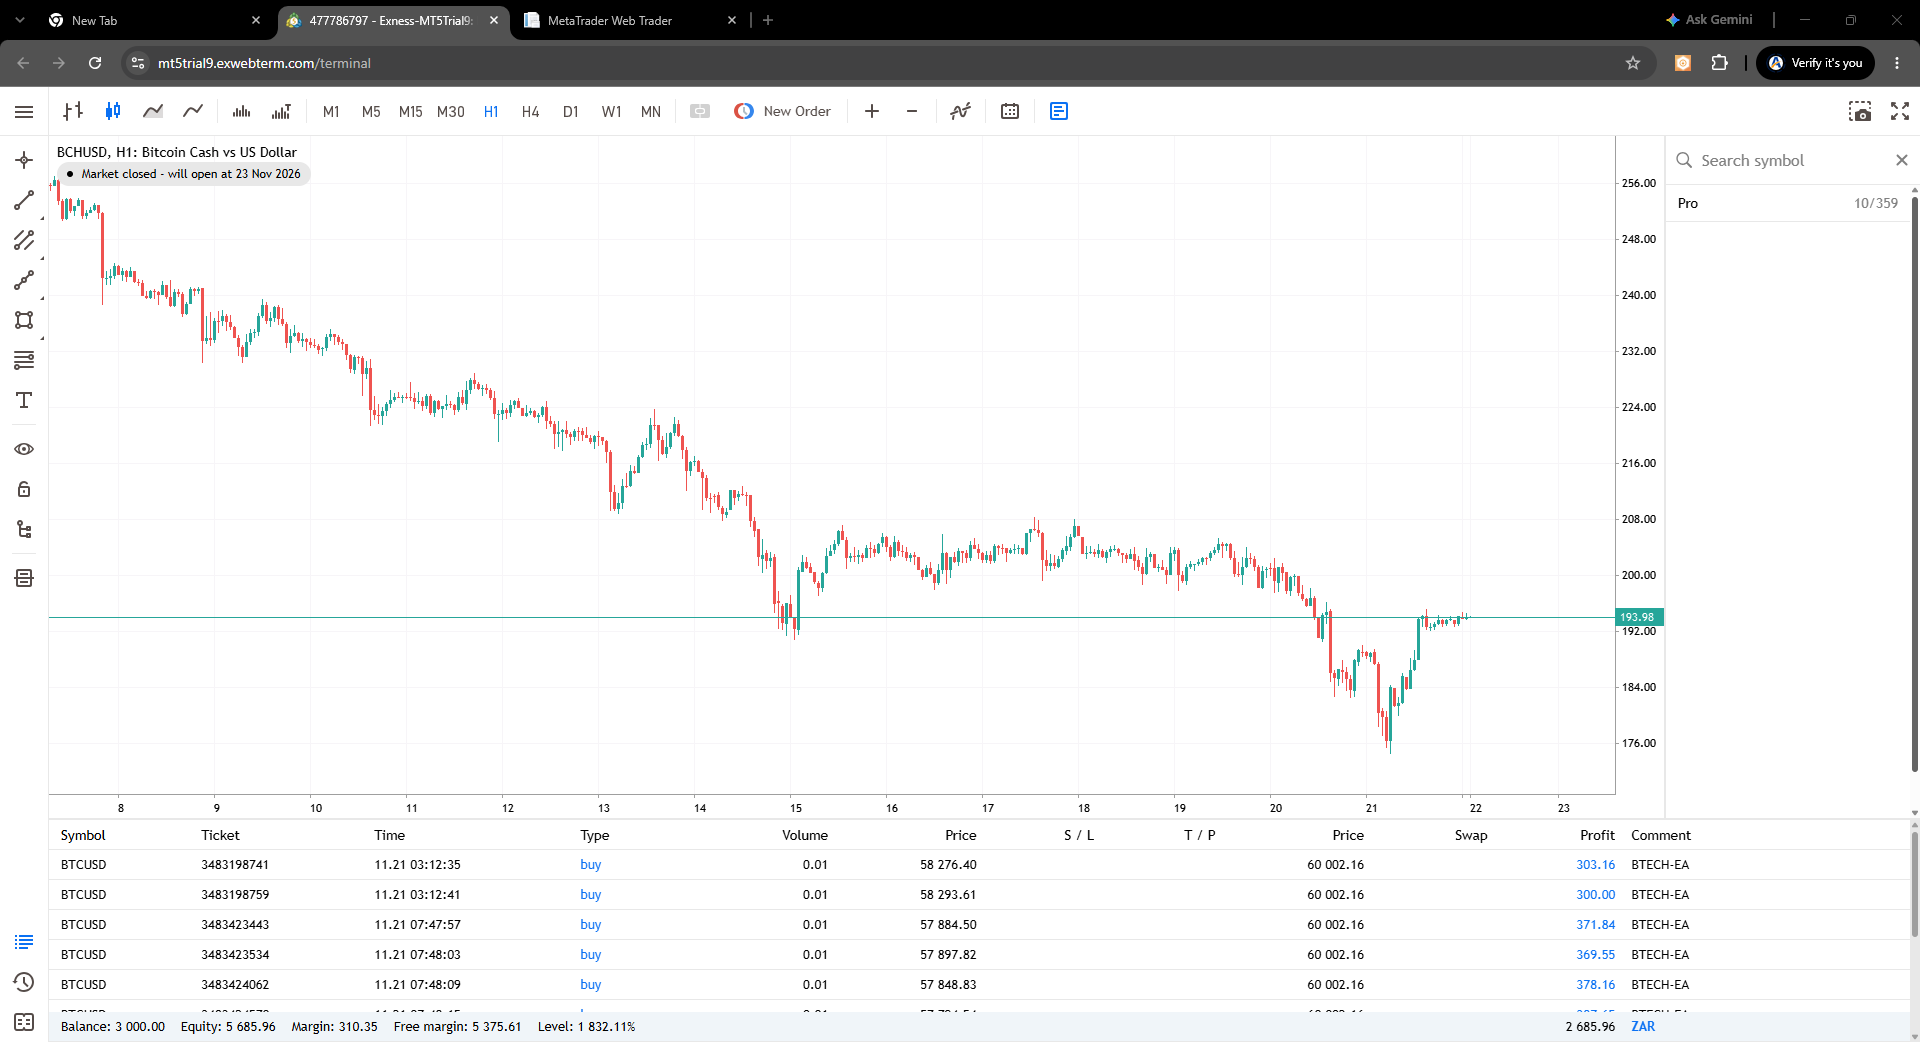 New Tab
477786797 - Exness-MT5Trial9:
MetaTrader Web Trader
Ask Gemini
mt5trial9.exwebterm.com/terminal
Verify it's you
M1 M5 M15 M30 H1 H4 D1 W1 MN New Order
BCHUSD, H1: Bitcoin Cash vs US Dollar
Market closed - will open at 23 Nov 2026
Search symbol
Pro 10/359
256.00
248.00
240.00
232.00
224.00
216.00
208.00
200.00
193.98
192.00
184.00
176.00
8 9 10 11 12 13 14 15 16 17 18 19 20 21 22 23
Symbol Ticket Time Type Volume Price S / L T / P Price Swap Profit Comment
BTCUSD 3483198741 11.21 03:12:35 buy 0.01 58 276.40 60 002.16 303.16 BTECH-EA
BTCUSD 3483198759 11.21 03:12:41 buy 0.01 58 293.61 60 002.16 300.00 BTECH-EA
BTCUSD 3483423443 11.21 07:47:57 buy 0.01 57 884.50 60 002.16 371.84 BTECH-EA
BTCUSD 3483423534 11.21 07:48:03 buy 0.01 57 897.82 60 002.16 369.55 BTECH-EA
BTCUSD 3483424062 11.21 07:48:09 buy 0.01 57 848.83 60 002.16 378.16 BTECH-EA
Balance: 3 000.00 Equity: 5 685.96 Margin: 310.35 Free margin: 5 375.61 Level: 1 832.11% 2 685.96 ZAR